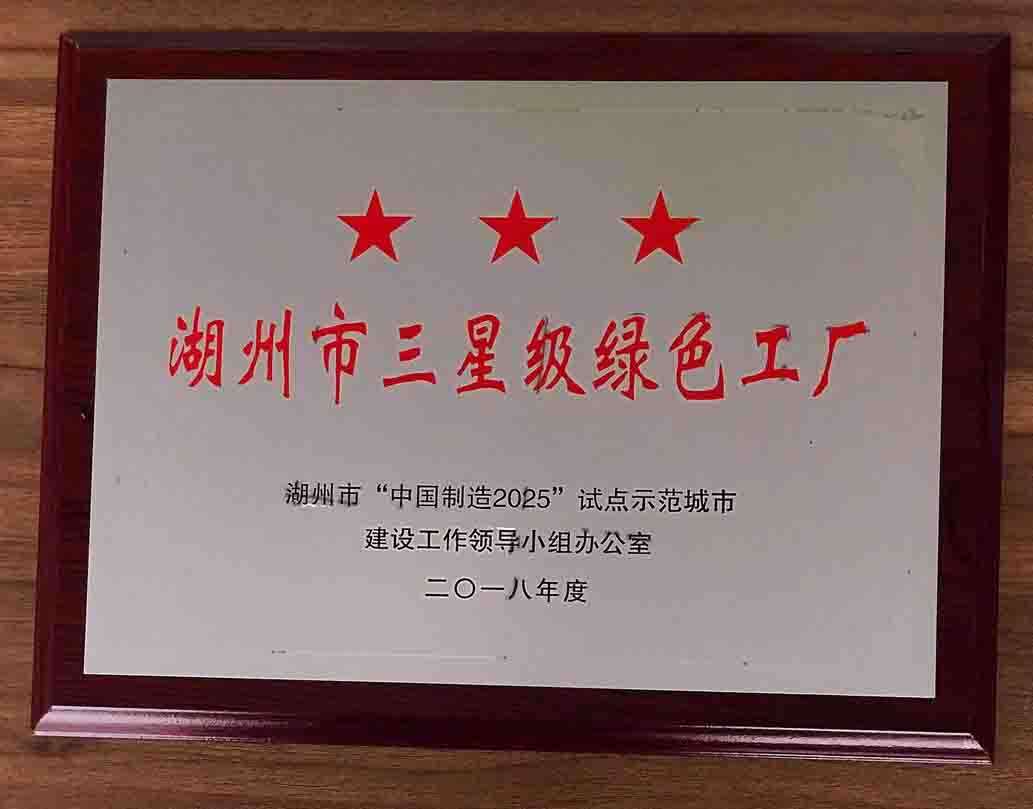 湖州市三星级绿色工厂
湖州市“中国制造2025”试点示范城市
建设工作领导小组办公室
二〇一八年度